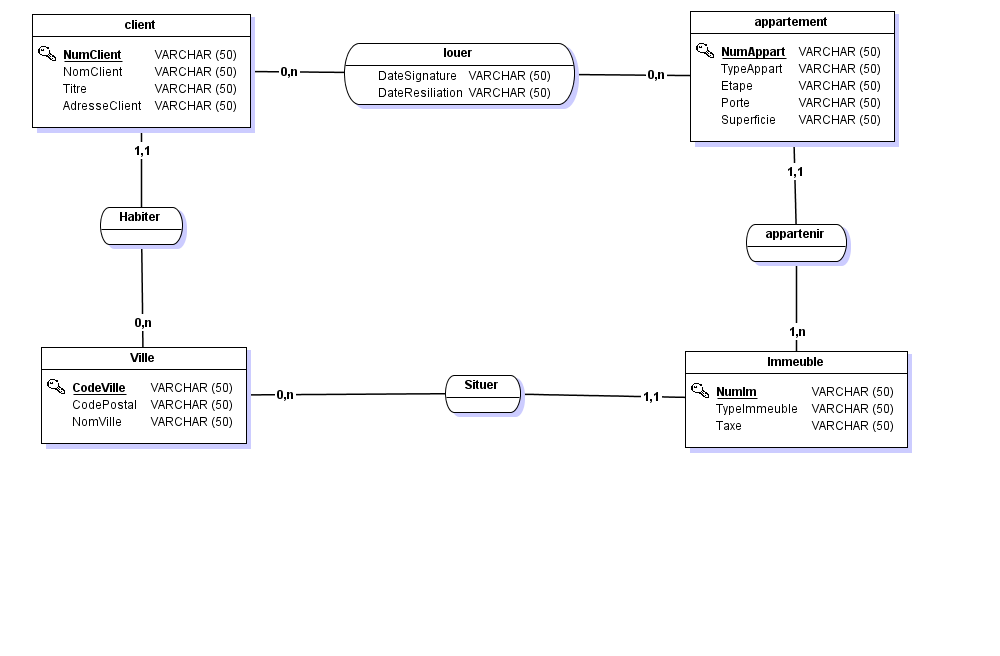 client
NumClient VARCHAR (50)
NomClient VARCHAR (50)
Titre VARCHAR (50)
AdresseClient VARCHAR (50)
0,n
louer
DateSignature VARCHAR (50)
DateResiliation VARCHAR (50)
0,n
appartement
NumAppart VARCHAR (50)
TypeAppart VARCHAR (50)
Etape VARCHAR (50)
Porte VARCHAR (50)
Superficie VARCHAR (50)
1,1
Habiter
0,n
1,1
appartenir
1,n
Ville
CodeVille VARCHAR (50)
CodePostal VARCHAR (50)
NomVille VARCHAR (50)
0,n
Situer
1,1
Immeuble
NumIm VARCHAR (50)
TypeImmeuble VARCHAR (50)
Taxe VARCHAR (50)